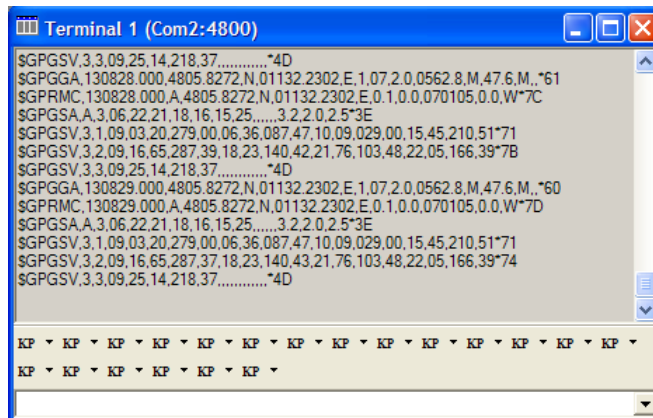 Terminal 1 (Com2:4800)
$GPGSV,3,3,09,25,14,218,37,,,,,,,,,,,,*4D
$GPGGA,130828.000,4805.8272,N,01132.2302,E,1,07,2.0,0562.8,M,47.6,M,,*61
$GPRMC,130828.000,A,4805.8272,N,01132.2302,E,0.1,0.0,070105,0.0,W*7C
$GPGSA,A,3,06,22,21,18,16,15,25,,,,,,3.2,2.0,2.5*3E
$GPGSV,3,1,09,03,20,279,00,06,36,087,47,10,09,029,00,15,45,210,51*71
$GPGSV,3,2,09,16,65,287,39,18,23,140,42,21,76,103,48,22,05,166,39*7B
$GPGSV,3,3,09,25,14,218,37,,,,,,,,,,,,*4D
$GPGGA,130829.000,4805.8272,N,01132.2302,E,1,07,2.0,0562.8,M,47.6,M,,*60
$GPRMC,130829.000,A,4805.8272,N,01132.2302,E,0.1,0.0,070105,0.0,W*7D
$GPGSA,A,3,06,22,21,18,16,15,25,,,,,,3.2,2.0,2.5*3E
$GPGSV,3,1,09,03,20,279,00,06,36,087,47,10,09,029,00,15,45,210,51*71
$GPGSV,3,2,09,16,65,287,37,18,23,140,43,21,76,103,48,22,05,166,39*74
$GPGSV,3,3,09,25,14,218,37,,,,,,,,,,,,*4D
KP KP KP KP KP KP KP KP KP KP KP KP KP KP
KP KP KP KP KP KP